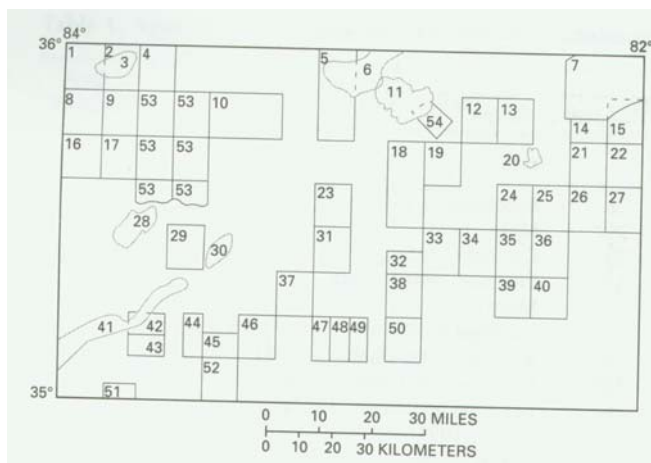 84°
36°
82°
1 2 3 4 5 6 7
8 9 53 53 10 11 54 12 13 14 15
16 17 53 53 18 19 20 21 22
53 53 23 24 25 26 27
28 29 30 31 32 33 34 35 36
37 38 39 40
41 42 43 44 45 46 47 48 49 50
35° 51 52
0 10 20 30 MILES
0 10 20 30 KILOMETERS